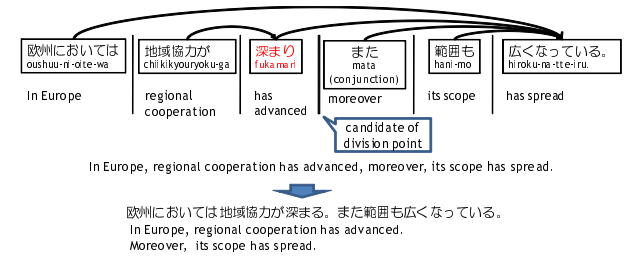 欧州においては 地域協力が 深まり また 範囲も 広くなっている。
oushuu-ni-oite-wa chiikikyouryoku-ga fukamari mata hani-mo hiroku-na-tte-iru.
(conjunction)
In Europe regional has moreover its scope has spread
cooperation advanced
candidate of
division point
In Europe, regional cooperation has advanced, moreover, its scope has spread.
欧州においては地域協力が深まる。また範囲も広くなっている。
In Europe, regional cooperation has advanced.
Moreover, its scope has spread.